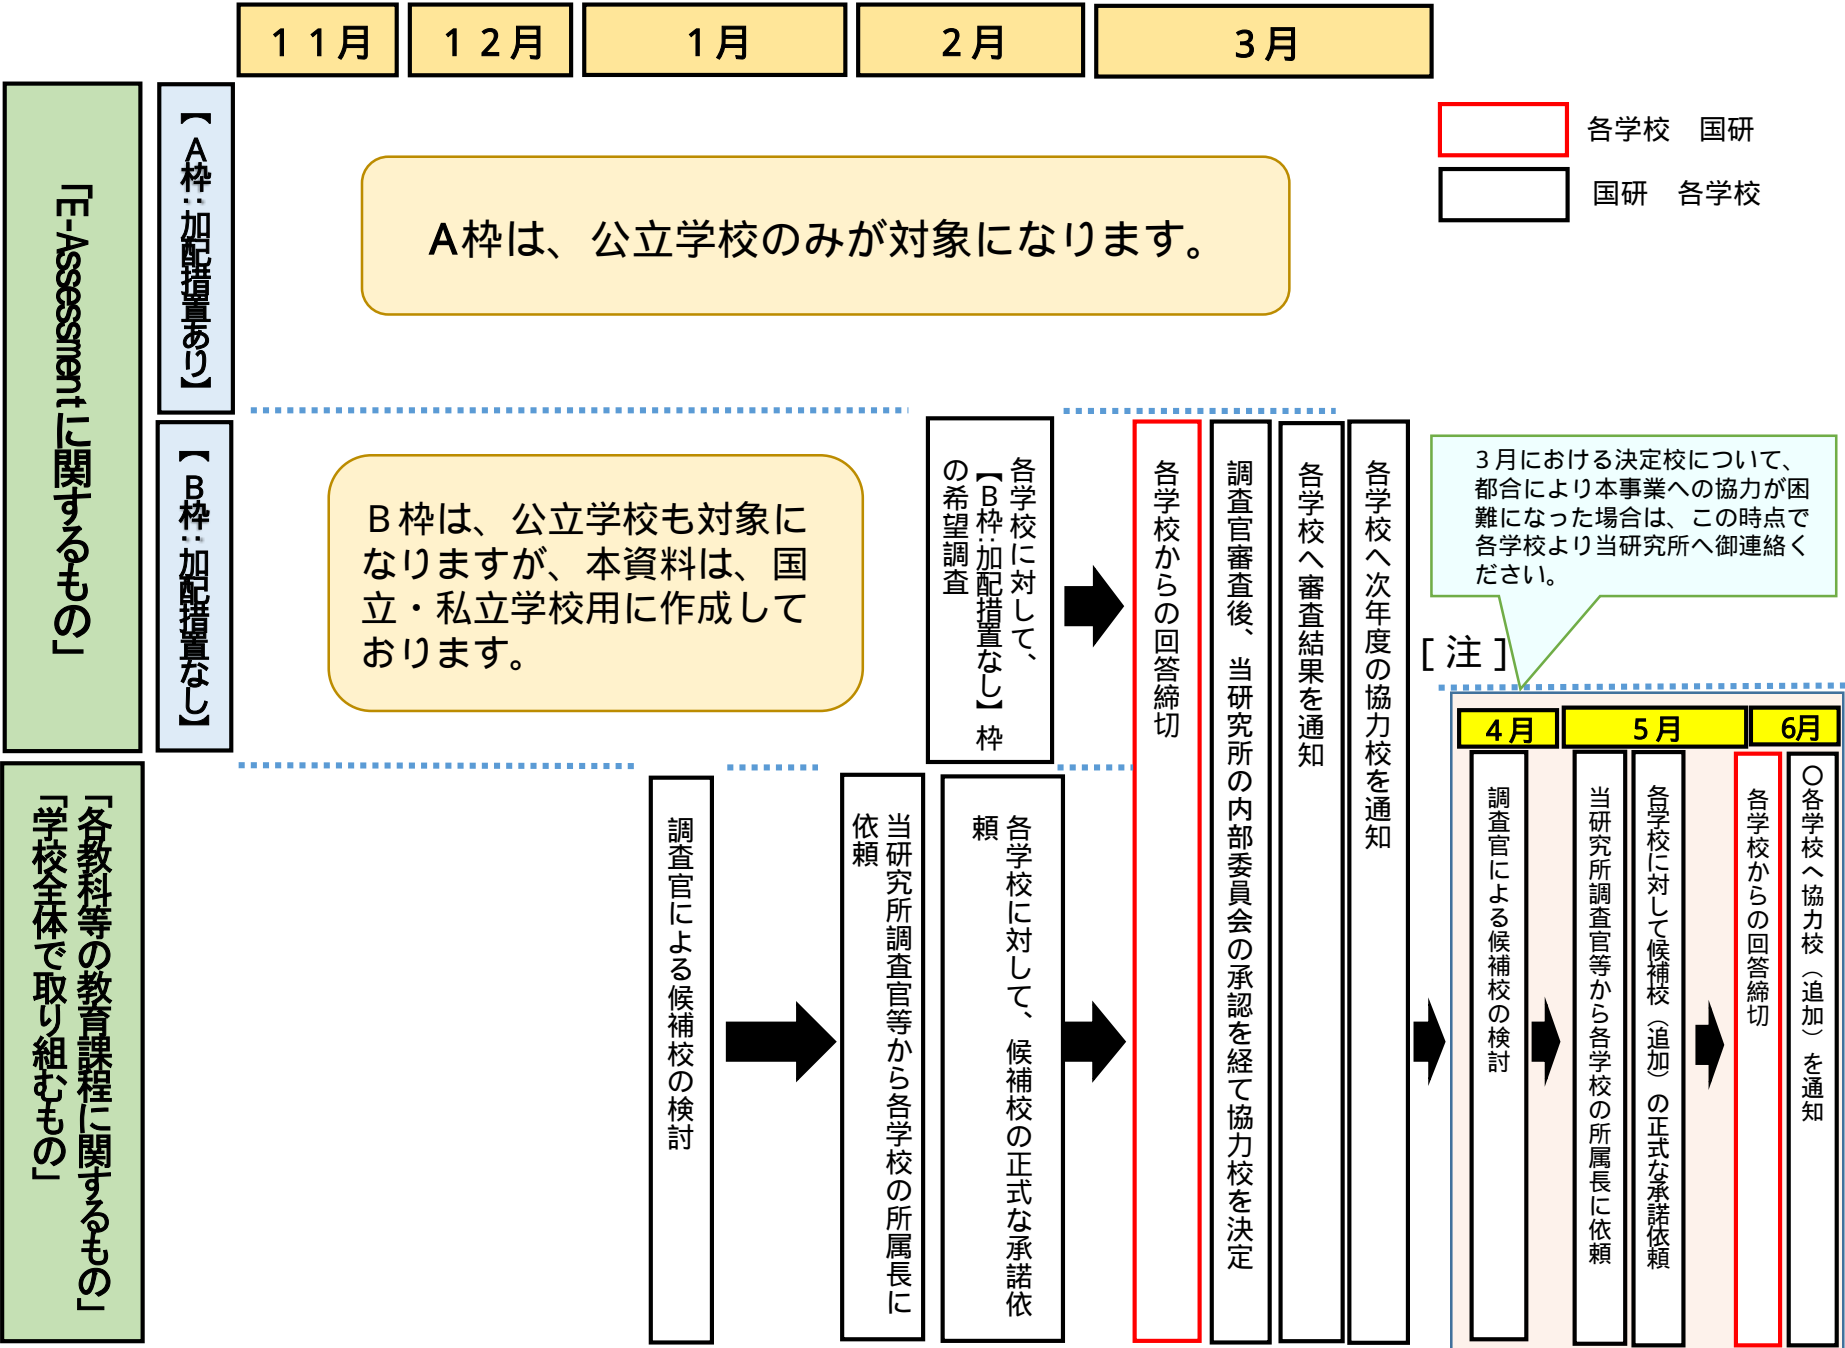 １１月
１２月
１月
２月
３月
各学校　国研
国研　各学校
「E-Assessmentに関するもの」
【Ａ枠：加配措置あり】
A枠は、公立学校のみが対象になります。
【Ｂ枠：加配措置なし】
Ｂ枠は、公立学校も対象に
なりますが、本資料は、国
立・私立学校用に作成して
おります。
各学校に対して、
【Ｂ枠：加配措置なし】枠
の希望調査
各学校からの回答締切
調査官審査後、当研究所の内部委員会の承認を経て協力校を決定
各学校へ審査結果を通知
各学校へ次年度の協力校を通知
３月における決定校について、
都合により本事業への協力が困
難になった場合は、この時点で
各学校より当研究所へ御連絡く
ださい。
[ 注 ]
「各教科等の教育課程に関するもの」
「学校全体で取り組むもの」
調査官による候補校の検討
当研究所調査官等から各学校の所属長に
依頼
各学校に対して、候補校の正式な承諾依
頼
４月
５月
6月
調査官による候補校の検討
当研究所調査官等から各学校の所属長に依頼
各学校に対して候補校（追加）の正式な承諾依頼
各学校からの回答締切
〇各学校へ協力校（追加）を通知